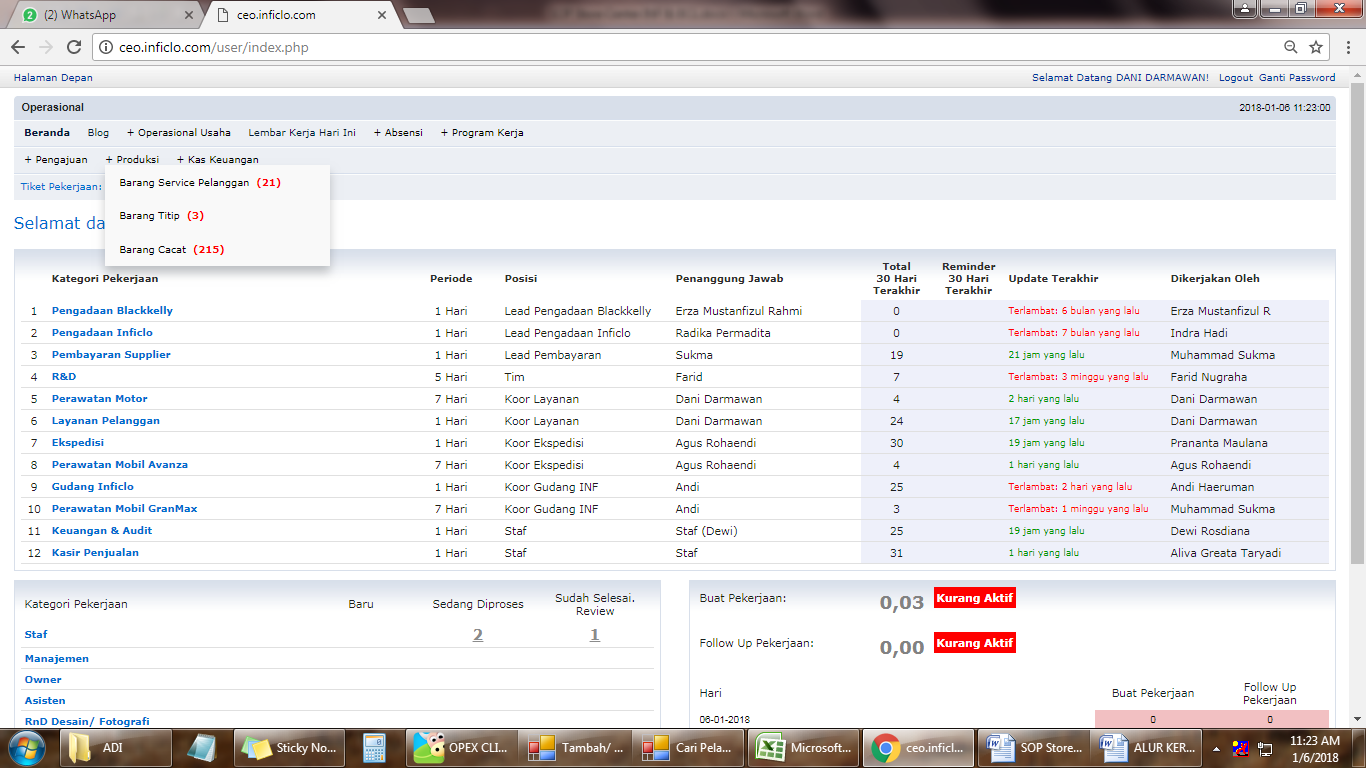 (2) WhatsApp
ceo.inficlo.com
ceo.inficlo.com/user/index.php
Halaman Depan
Selamat Datang DANI DARMAWAN! Logout Ganti Password
Operasional
2018-01-06 11:23:00
Beranda Blog + Operasional Usaha Lembar Kerja Hari Ini + Absensi + Program Kerja
+ Pengajuan + Produksi + Kas Keuangan
Tiket Pekerjaan:
Barang Service Pelanggan (21)
Barang Titip (3)
Barang Cacat (215)
Selamat da
Kategori Pekerjaan Periode Posisi Penanggung Jawab Total 30 Hari Terakhir Reminder 30 Hari Terakhir Update Terakhir Dikerjakan Oleh
1 Pengadaan Blackkelly 1 Hari Lead Pengadaan Blackkelly Erza Mustanfizul Rahmi 0 Terlambat: 6 bulan yang lalu Erza Mustanfizul R
2 Pengadaan Inficlo 1 Hari Lead Pengadaan Inficlo Radika Permadita 0 Terlambat: 7 bulan yang lalu Indra Hadi
3 Pembayaran Supplier 1 Hari Lead Pembayaran Sukma 19 21 jam yang lalu Muhammad Sukma
4 R&D 5 Hari Tim Farid 7 Terlambat: 3 minggu yang lalu Farid Nugraha
5 Perawatan Motor 7 Hari Koor Layanan Dani Darmawan 4 2 hari yang lalu Dani Darmawan
6 Layanan Pelanggan 1 Hari Koor Layanan Dani Darmawan 24 17 jam yang lalu Dani Darmawan
7 Ekspedisi 1 Hari Koor Ekspedisi Agus Rohaendi 30 19 jam yang lalu Prananta Maulana
8 Perawatan Mobil Avanza 7 Hari Koor Ekspedisi Agus Rohaendi 4 1 hari yang lalu Agus Rohaendi
9 Gudang Inficlo 1 Hari Koor Gudang INF Andi 25 Terlambat: 2 hari yang lalu Andi Haeruman
10 Perawatan Mobil GranMax 7 Hari Koor Gudang INF Andi 3 Terlambat: 1 minggu yang lalu Muhammad Sukma
11 Keuangan & Audit 1 Hari Staf Staf (Dewi) 25 19 jam yang lalu Dewi Rosdiana
12 Kasir Penjualan 1 Hari Staf Staf 31 1 hari yang lalu Aliva Greata Taryadi
Kategori Pekerjaan Baru Sedang Diproses Sudah Selesai. Review
Staf 2 1
Manajemen
Owner
Asisten
RnD Desain/ Fotografi
Buat Pekerjaan: 0,03 Kurang Aktif
Follow Up Pekerjaan: 0,00 Kurang Aktif
Hari Buat Pekerjaan Follow Up Pekerjaan
06-01-2018 0 0
ADI
Sticky No...
OPEX CLI...
Tambah/ ...
Cari Pela...
Microsoft...
ceo.inficl...
SOP Store...
ALUR KER...
11:23 AM
1/6/2018